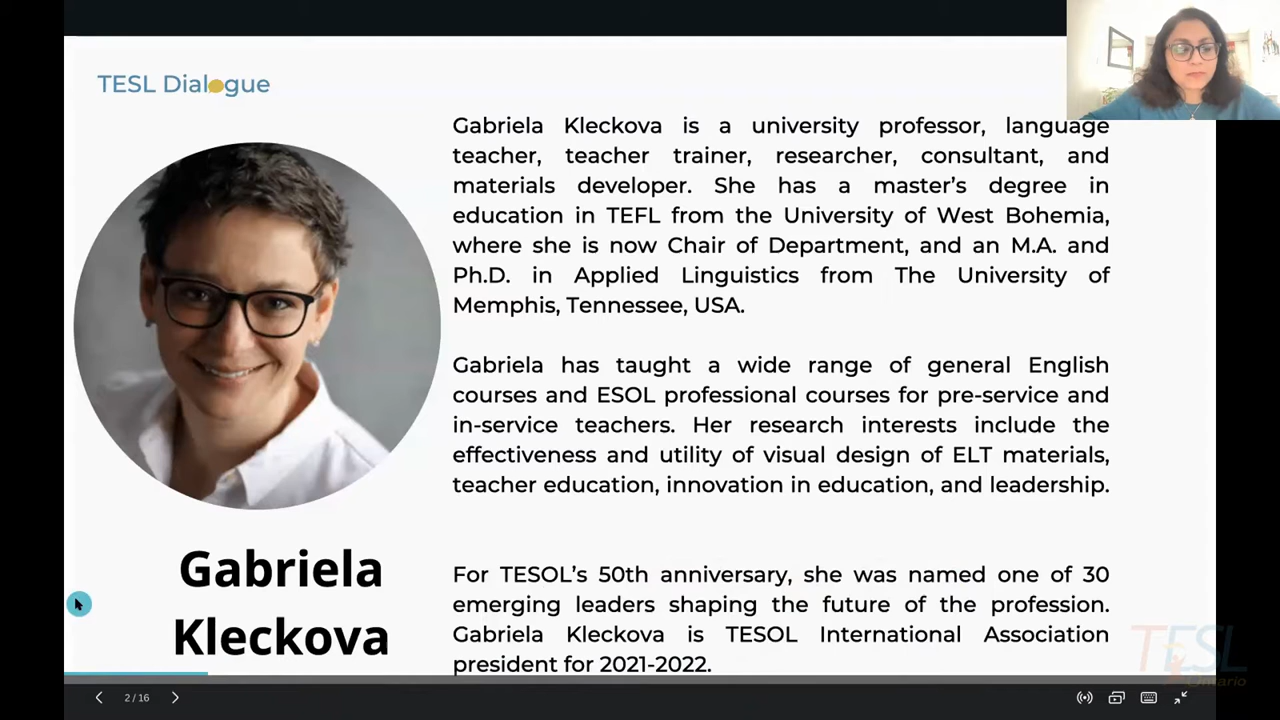 TESL Dialogue
Gabriela Kleckova is a university professor, language
teacher, teacher trainer, researcher, consultant, and
materials developer. She has a master's degree in
education in TEFL from the University of West Bohemia,
where she is now Chair of Department, and an M.A. and
Ph.D. in Applied Linguistics from The University of
Memphis, Tennessee, USA.
Gabriela has taught a wide range of general English
courses and ESOL professional courses for pre-service and
in-service teachers. Her research interests include the
effectiveness and utility of visual design of ELT materials,
teacher education, innovation in education, and leadership.
For TESOL's 50th anniversary, she was named one of 30
emerging leaders shaping the future of the profession.
Gabriela Kleckova is TESOL International Association
president for 2021-2022.
Gabriela
Kleckova
TESL
Ontario
2 / 16